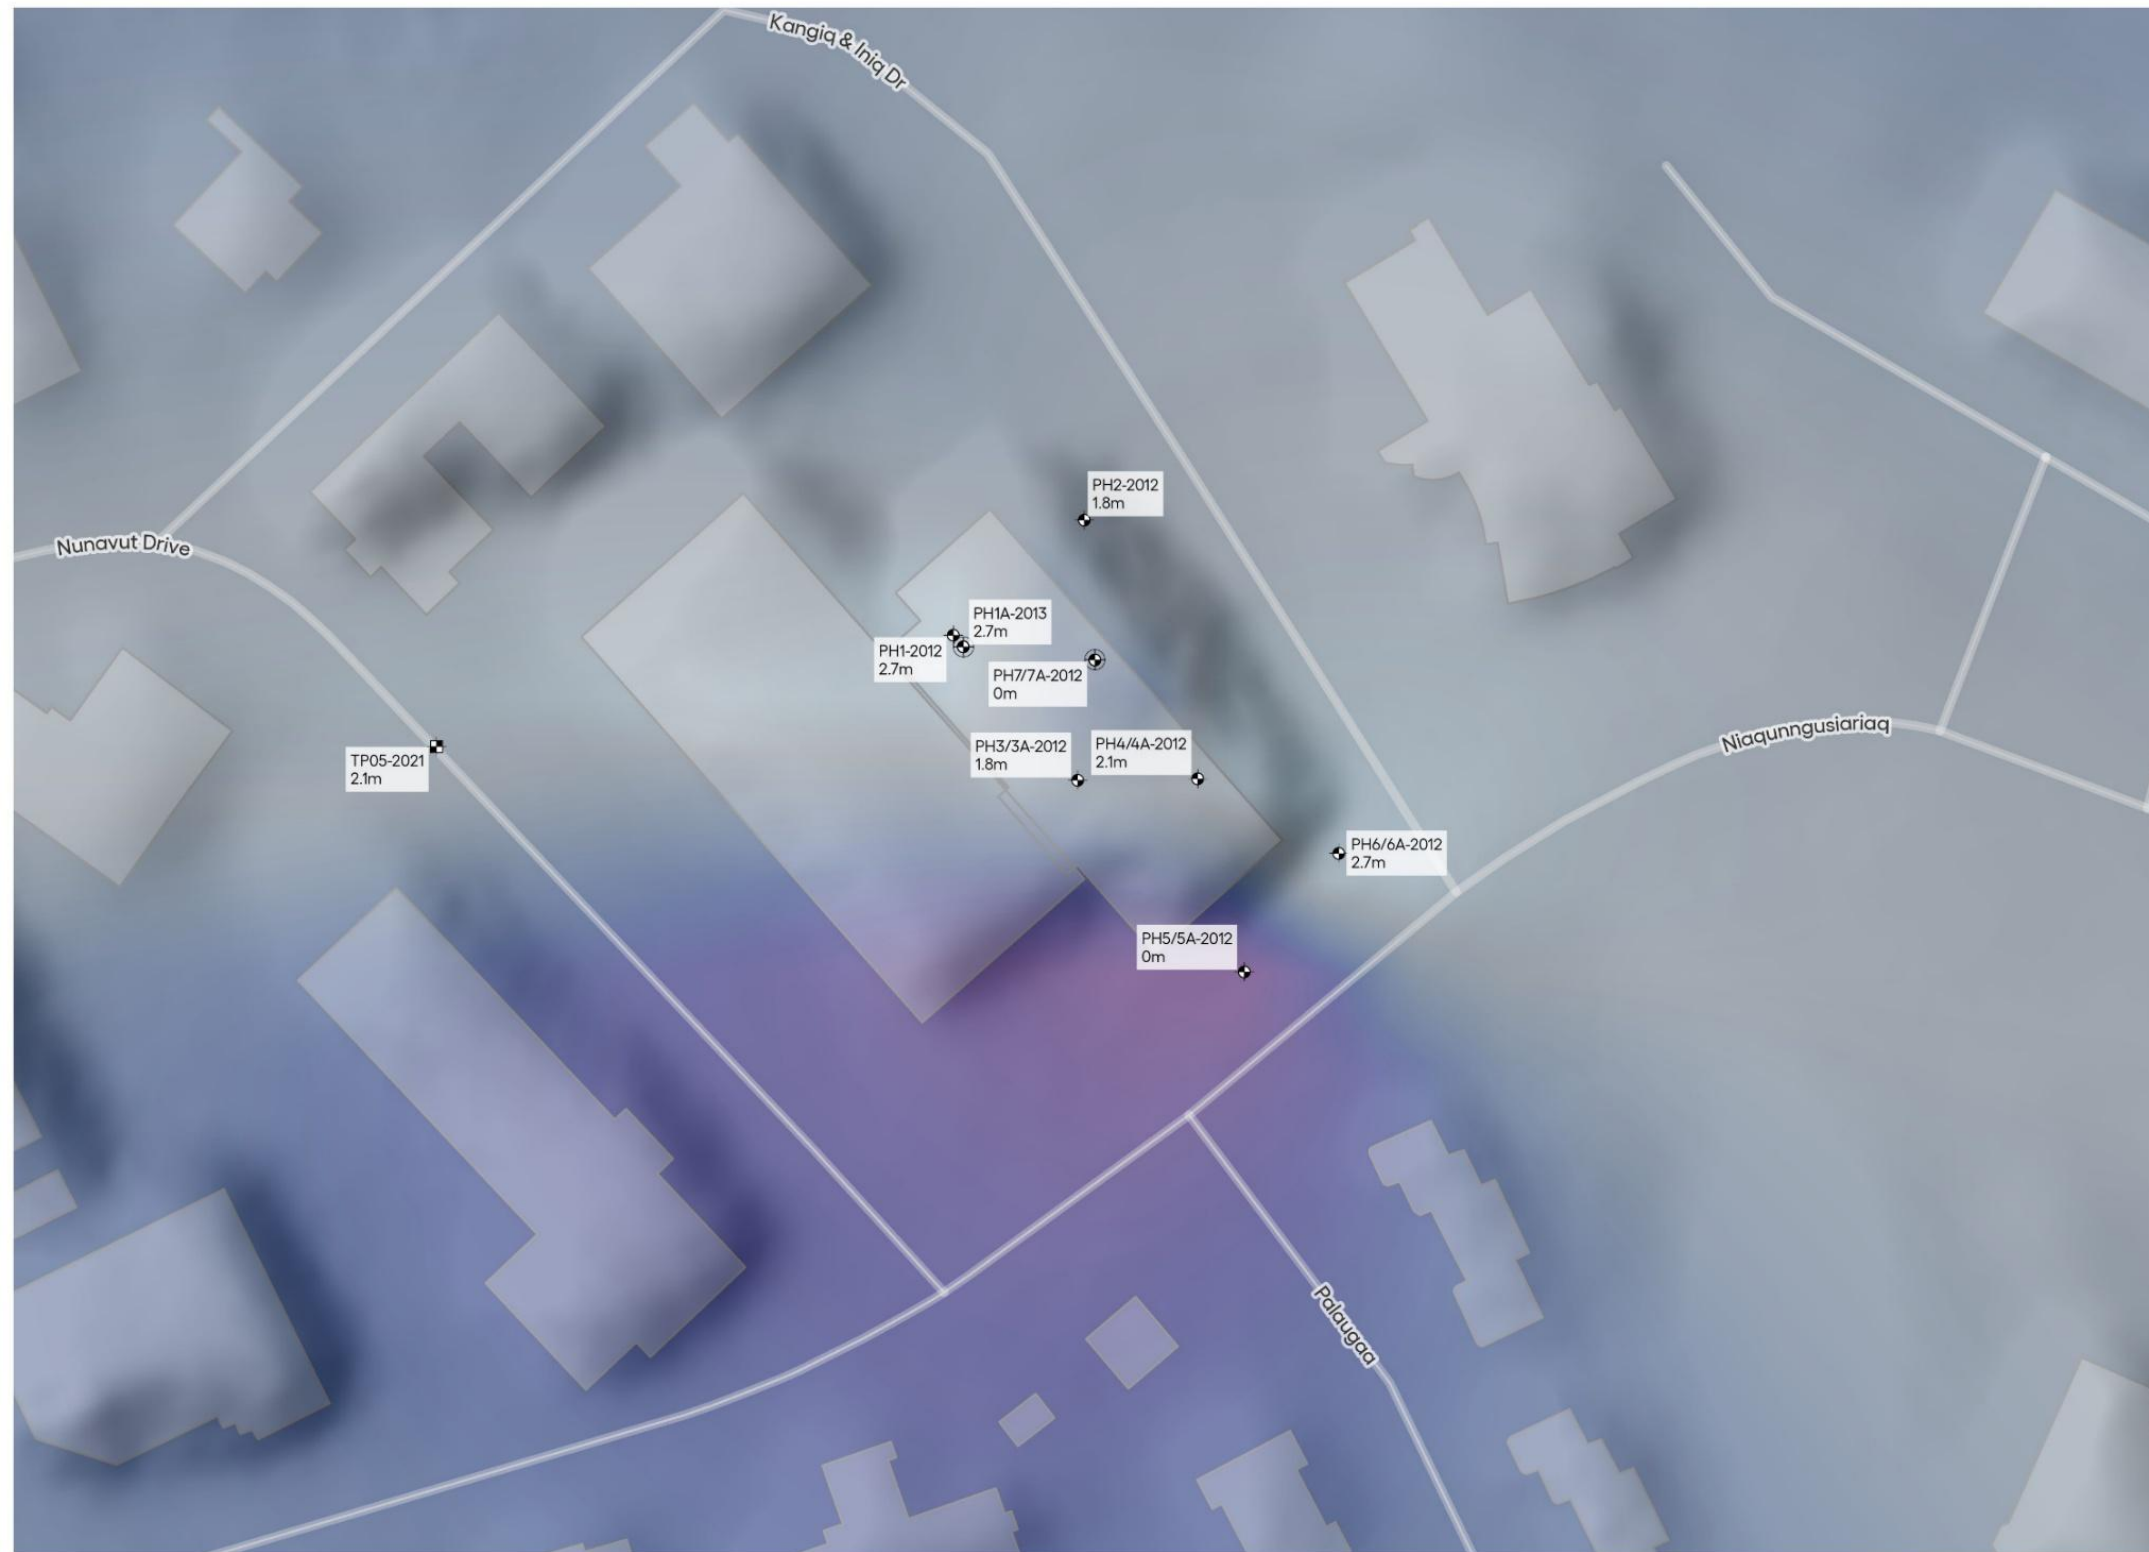 Kangiq & Iniq Dr
PH2-2012
1.8m
Nunavut Drive
PH1A-2013
2.7m
PH1-2012
2.7m
PH7/7A-2012
0m
Niaqunngusiariaq
TP05-2021
2.1m
PH3/3A-2012
1.8m
PH4/4A-2012
2.1m
PH6/6A-2012
2.7m
PH5/5A-2012
0m
Palaugaa